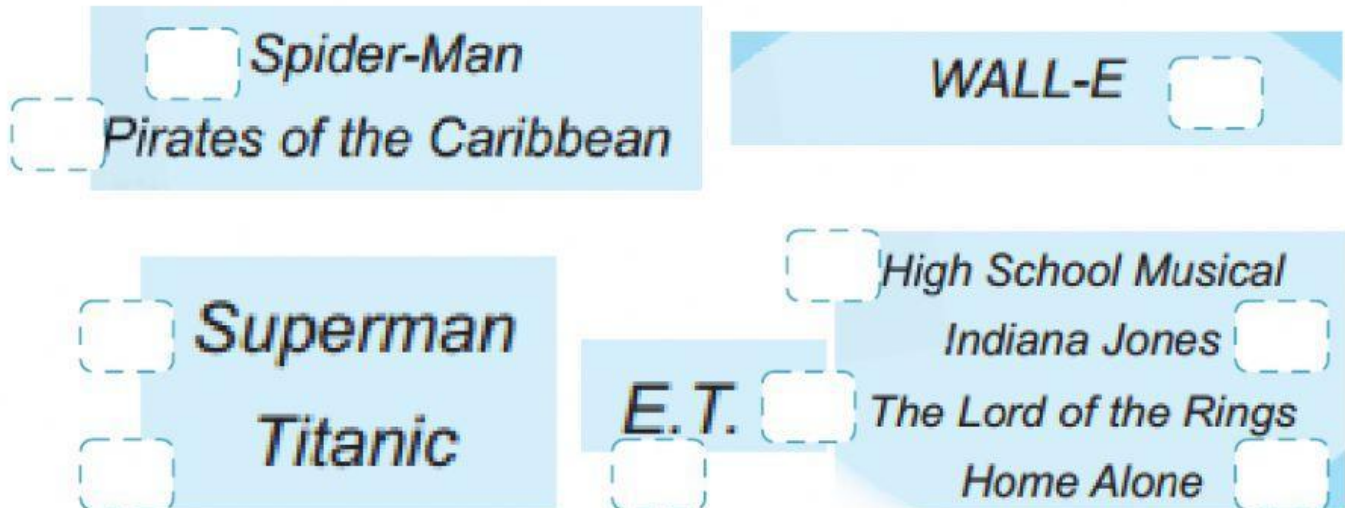 Spider-Man
Pirates of the Caribbean
WALL-E
Superman
Titanic
E.T.
High School Musical
Indiana Jones
The Lord of the Rings
Home Alone